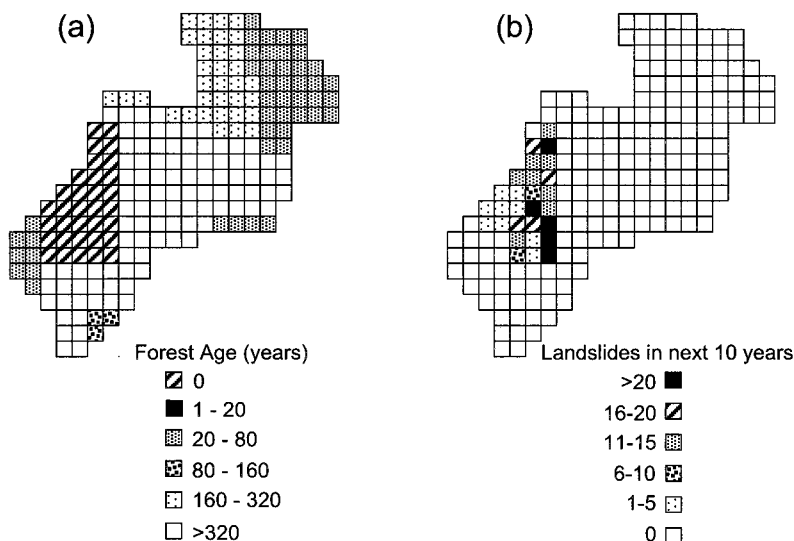 (a)
(b)
Forest Age (years)
0
1 - 20
20 - 80
80 - 160
160 - 320
>320
Landslides in next 10 years
>20
16-20
11-15
6-10
1-5
0